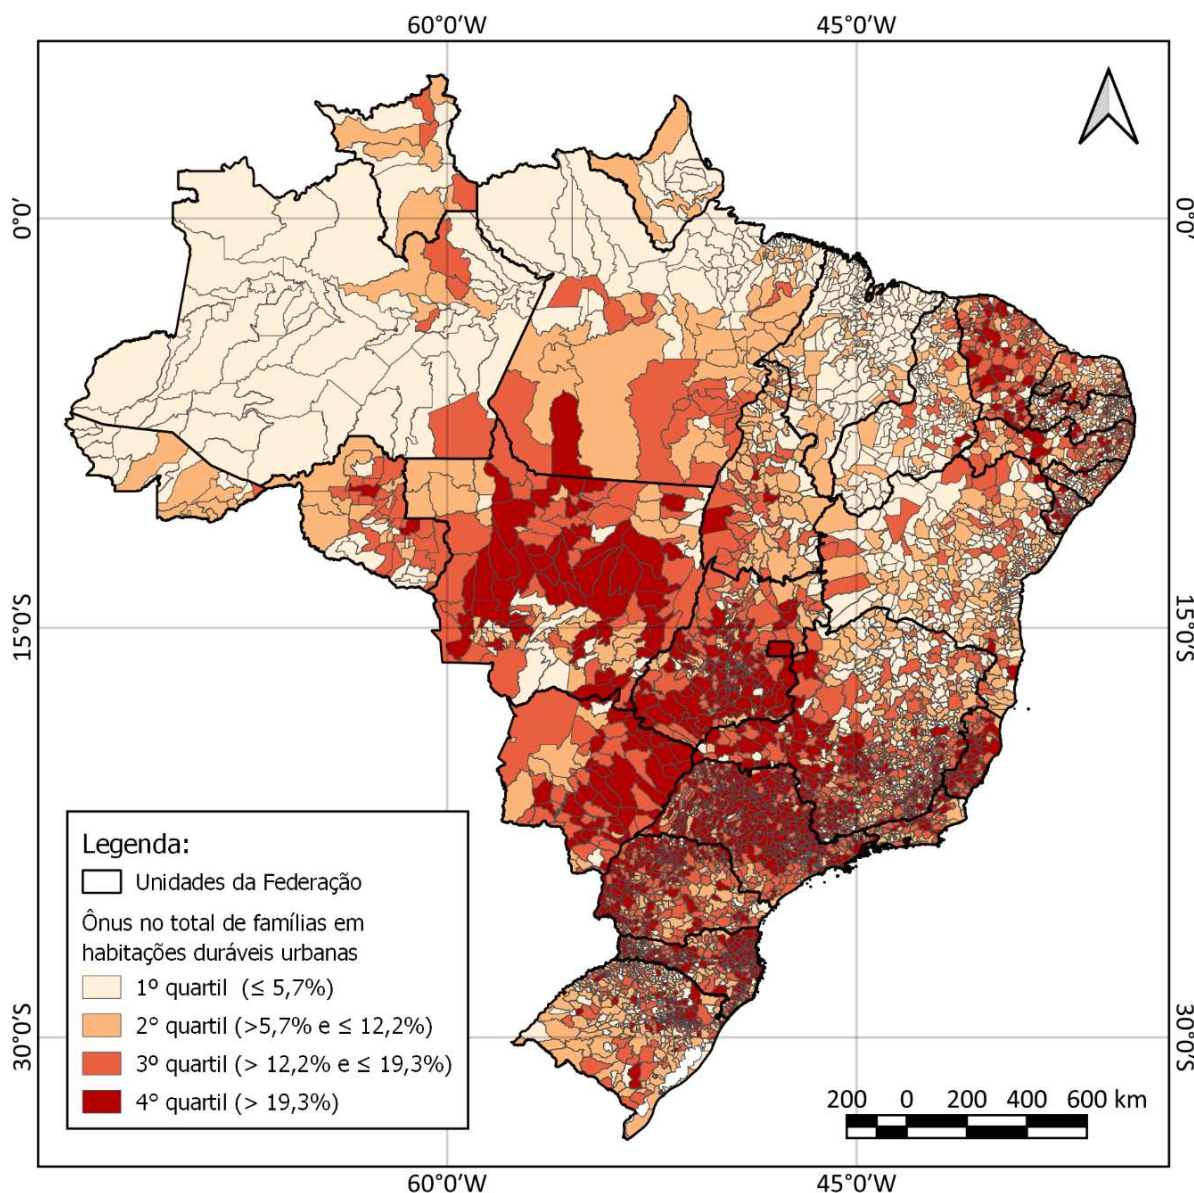 60°0'W 45°0'W
0°0' 0°0'
15°0'S 15°0'S
Legenda:
Unidades da Federação
Ônus no total de famílias em
habitações duráveis urbanas
1º quartil (≤ 5,7%)
2° quartil (>5,7% e ≤ 12,2%)
3º quartil (> 12,2% e ≤ 19,3%)
4° quartil (> 19,3%)
30°0'S 30°0'S
200 0 200 400 600 km
60°0'W 45°0'W